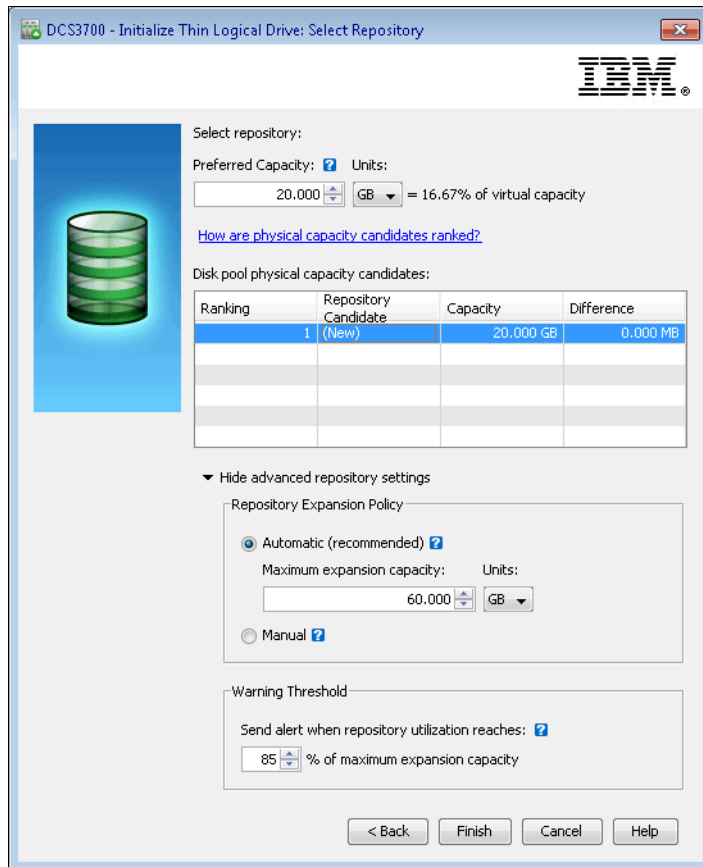 DCS3700 - Initialize Thin Logical Drive: Select Repository
IBM®
Select repository:
Preferred Capacity: ? Units:
20.000 GB = 16.67% of virtual capacity
How are physical capacity candidates ranked?
Disk pool physical capacity candidates:
Ranking Repository Candidate Capacity Difference
1 (New) 20.000 GB 0.000 MB
Hide advanced repository settings
Repository Expansion Policy
Automatic (recommended) ?
Maximum expansion capacity: Units:
60.000 GB
Manual ?
Warning Threshold
Send alert when repository utilization reaches: ?
85 % of maximum expansion capacity
< Back Finish Cancel Help